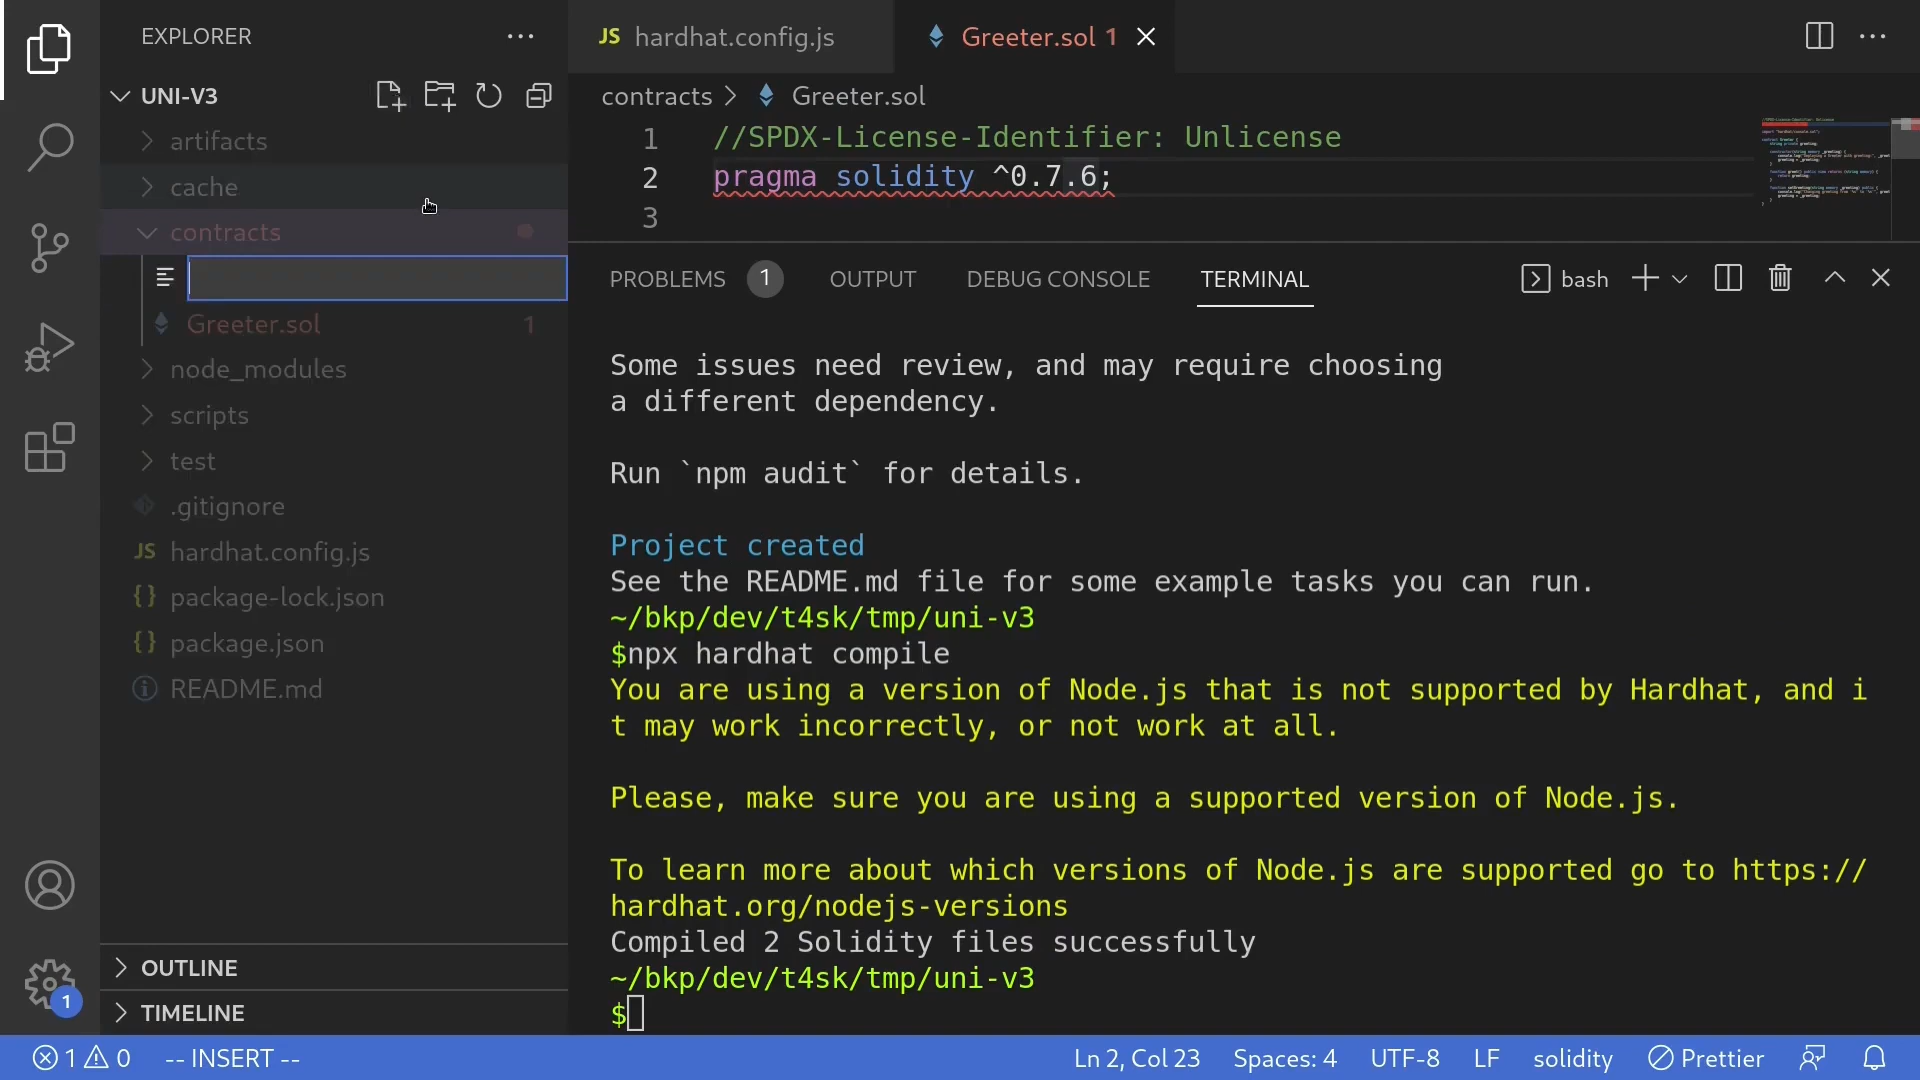 EXPLORER
UNI-V3
artifacts
cache
contracts
Greeter.sol 1
node_modules
scripts
test
.gitignore
JS hardhat.config.js
{} package-lock.json
{} package.json
README.md
OUTLINE
TIMELINE
JS hardhat.config.js
Greeter.sol 1
contracts > Greeter.sol
1 //SPDX-License-Identifier: Unlicense
2 pragma solidity ^0.7.6;
3
PROBLEMS 1 OUTPUT DEBUG CONSOLE TERMINAL bash
Some issues need review, and may require choosing
a different dependency.
Run `npm audit` for details.
Project created
See the README.md file for some example tasks you can run.
~/bkp/dev/t4sk/tmp/uni-v3
$npx hardhat compile
You are using a version of Node.js that is not supported by Hardhat, and i
t may work incorrectly, or not work at all.
Please, make sure you are using a supported version of Node.js.
To learn more about which versions of Node.js are supported go to https://
hardhat.org/nodejs-versions
Compiled 2 Solidity files successfully
~/bkp/dev/t4sk/tmp/uni-v3
$
1
1 0 -- INSERT -- Ln 2, Col 23 Spaces: 4 UTF-8 LF solidity Prettier